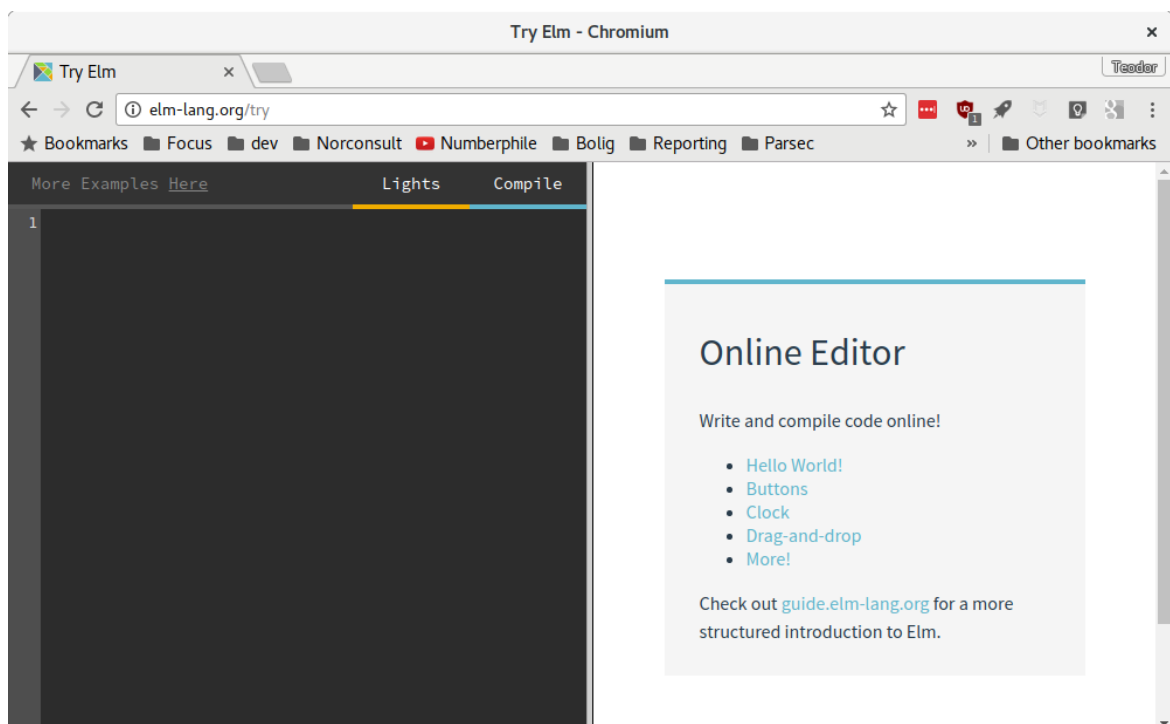 Try Elm - Chromium
Try Elm
Teodor
elm-lang.org/try
1
Bookmarks Focus dev Norconsult Numberphile Bolig Reporting Parsec » Other bookmarks
More Examples Here Lights Compile
1
Online Editor
Write and compile code online!
• Hello World!
• Buttons
• Clock
• Drag-and-drop
• More!
Check out guide.elm-lang.org for a more
structured introduction to Elm.